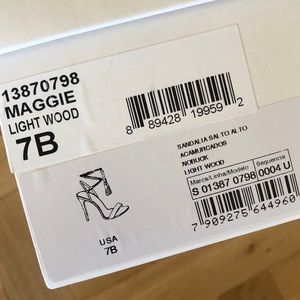 13870798
MAGGIE
LIGHT WOOD
7B
8 89428 19959 2
SANDALIA SALTO ALTO
ACAMURCADOS
NOBUCK
LIGHT WOOD
Marca/Linha/Modelo Sequencia
S 01387 0798 0004 U
7 909275 644960
USA
7B